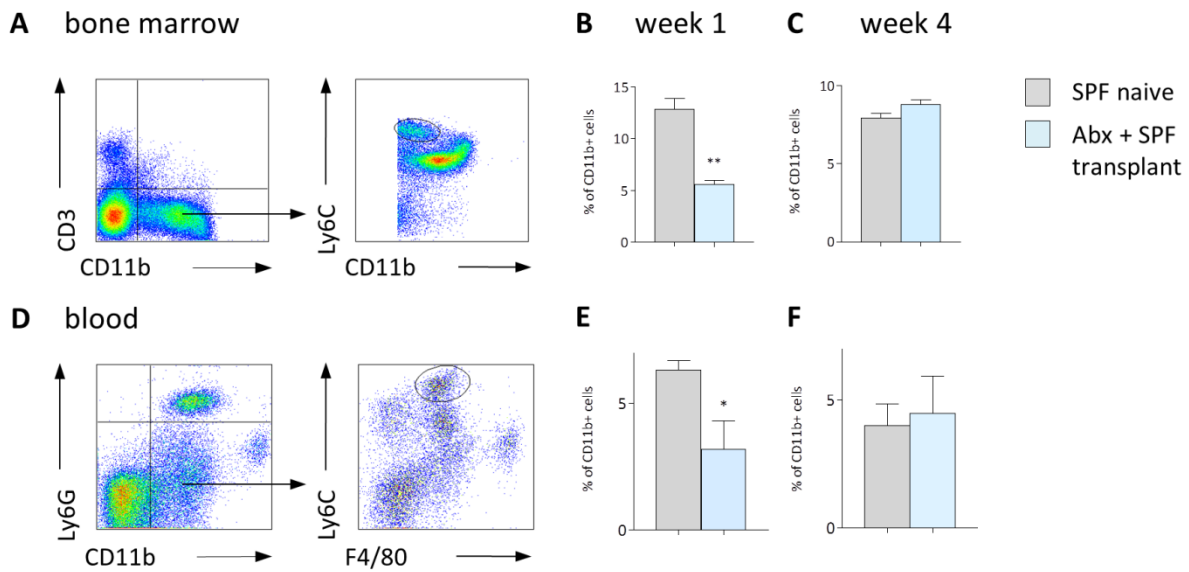 A bone marrow
B week 1
C week 4
CD3
CD11b
Ly6C
CD11b
% of CD11b+ cells
15
10
5
0
**
% of CD11b+ cells
10
5
0
SPF naive
Abx + SPF
transplant
D blood
E
F
Ly6G
CD11b
Ly6C
F4/80
% of CD11b+ cells
5
0
*
% of CD11b+ cells
5
0